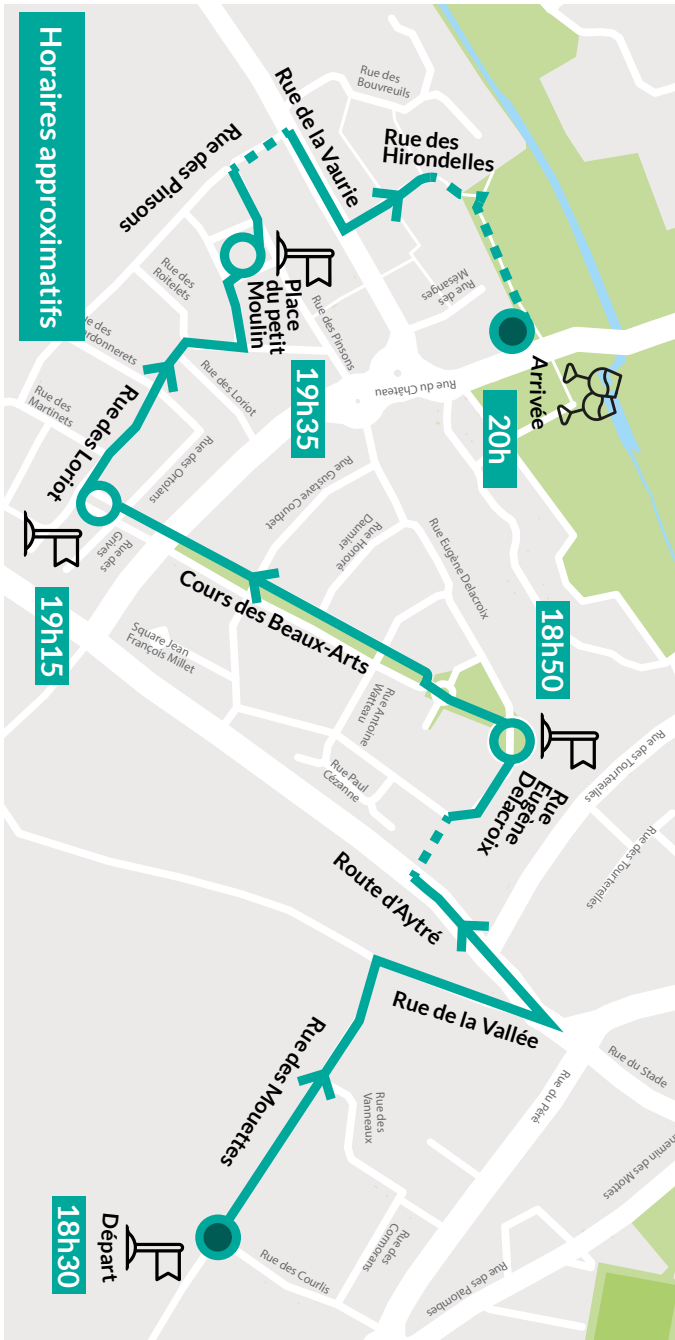 Horaires approximatifs
Rue des
Bouvreuils
Rue de la Vaurie
Rue des
Hirondelles
Rue des Pinsons
Rue des
Mésanges
Place
du petit
Moulin
Rue des
Roitelets
Rue des Pinsons
Arrivée
20h
19h35
Rue du Château
Rue des Loriot
Rue des
Martinets
Rue des Loriot
Rue des Ortolans
Rue Gustave Courbet
Rue Honoré
Daumier
Rue Eugène Delacroix
Rue des
Grives
19h15
Cours des Beaux-Arts
18h50
Square Jean
François Millet
Rue Antoine
Watteau
Rue Paul
Cézanne
Rue
Eugène
Delacroix
Rue des Tourterelles
Rue des Tourterelles
Route d'Aytré
Rue de la Vallée
Rue du Stade
Rue du Péré
Rue des Mouettes
Rue des
Vanneaux
hemin des Mottes
Rue des
Cormorans
Rue des Courlis
Rue des Palombes
Départ
18h30